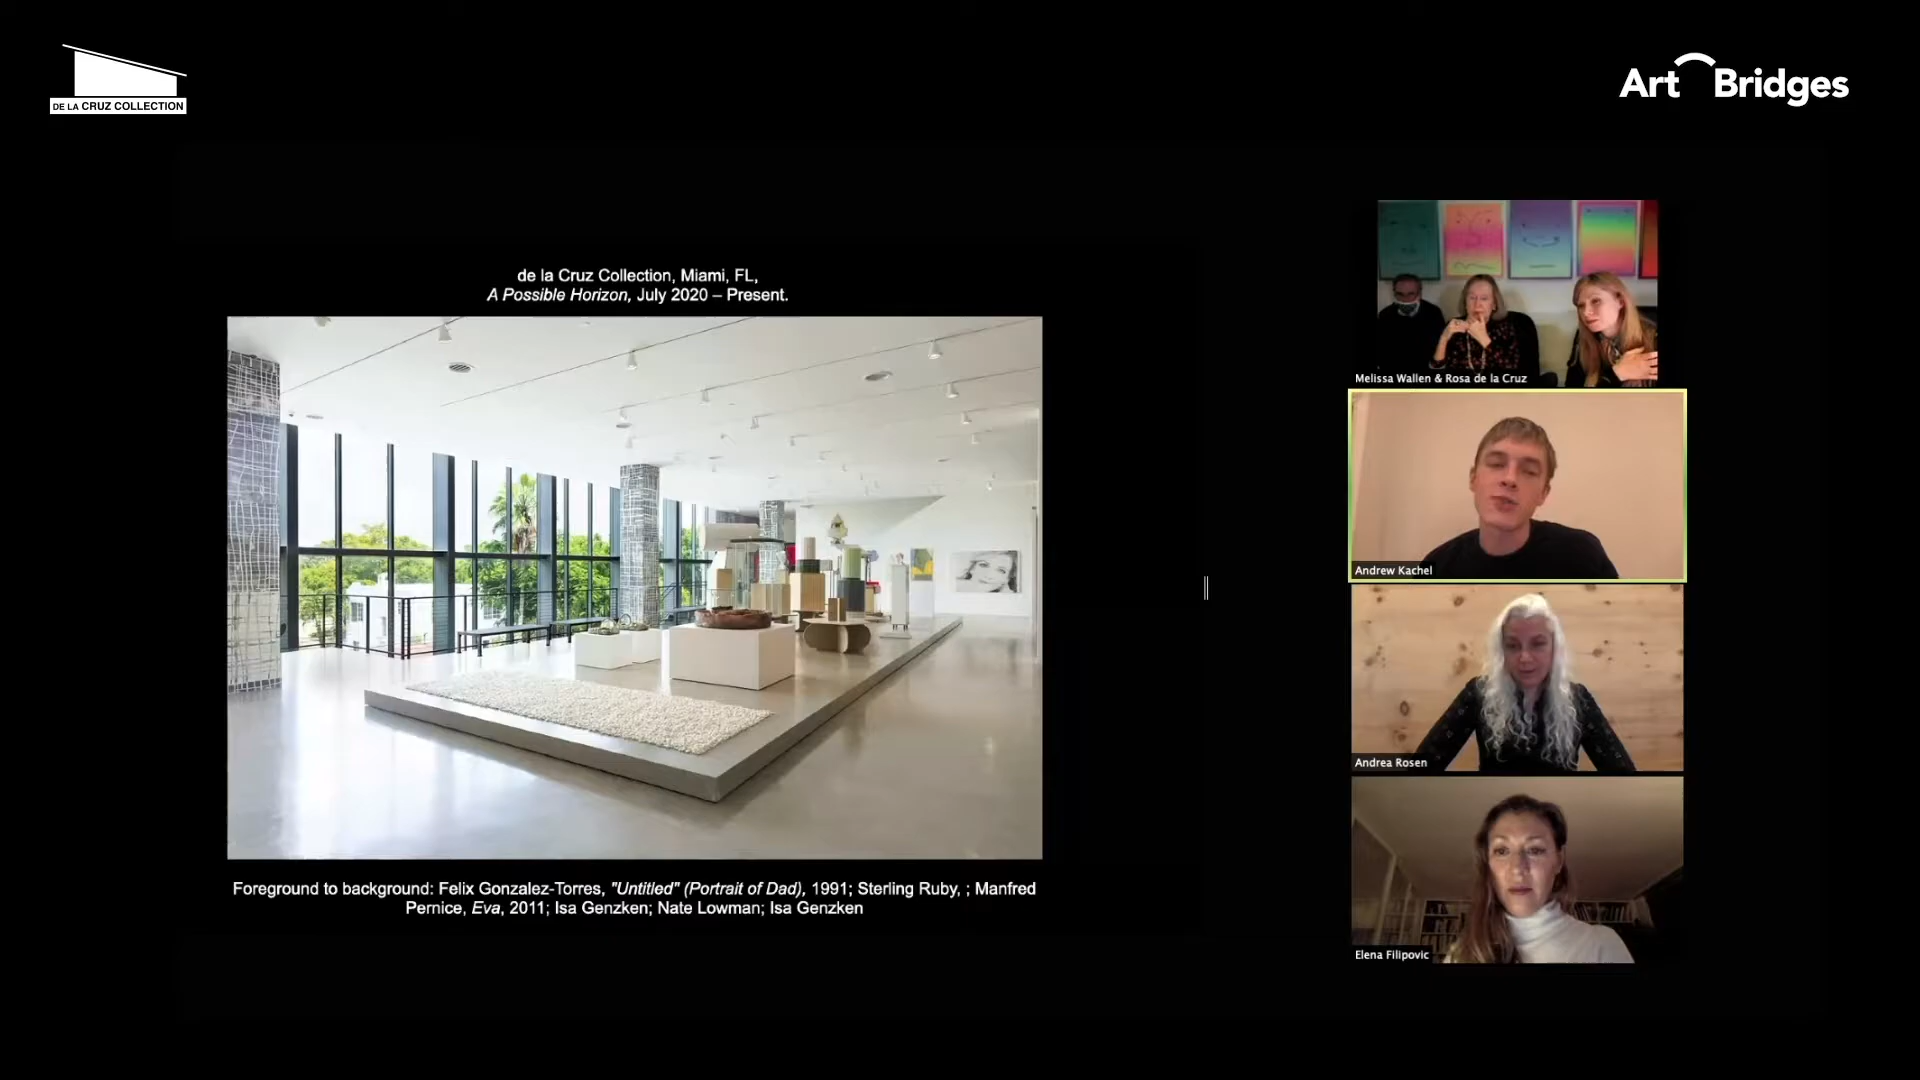 DE LA CRUZ COLLECTION
Art Bridges
de la Cruz Collection, Miami, FL,
A Possible Horizon, July 2020 – Present.
Foreground to background: Felix Gonzalez-Torres, "Untitled" (Portrait of Dad), 1991; Sterling Ruby, ; Manfred
Pernice, Eva, 2011; Isa Genzken; Nate Lowman; Isa Genzken
Melissa Wallen & Rosa de la Cruz
Andrew Kachel
Andrea Rosen
Elena Filipovic